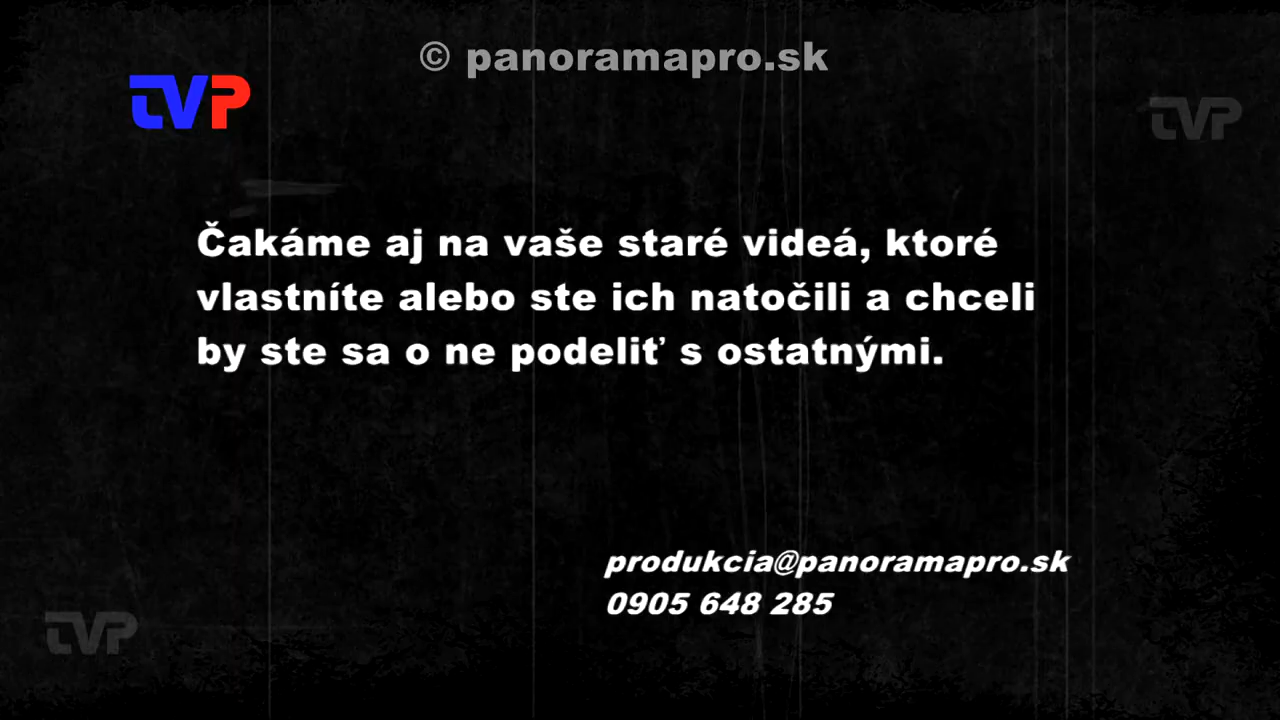 © panoramapro.sk
TVP
TVP
Čakáme aj na vaše staré videá, ktoré
vlastníte alebo ste ich natočili a chceli
by ste sa o ne podeliť s ostatnými.
produkcia@panoramapro.sk
0905 648 285
TVP